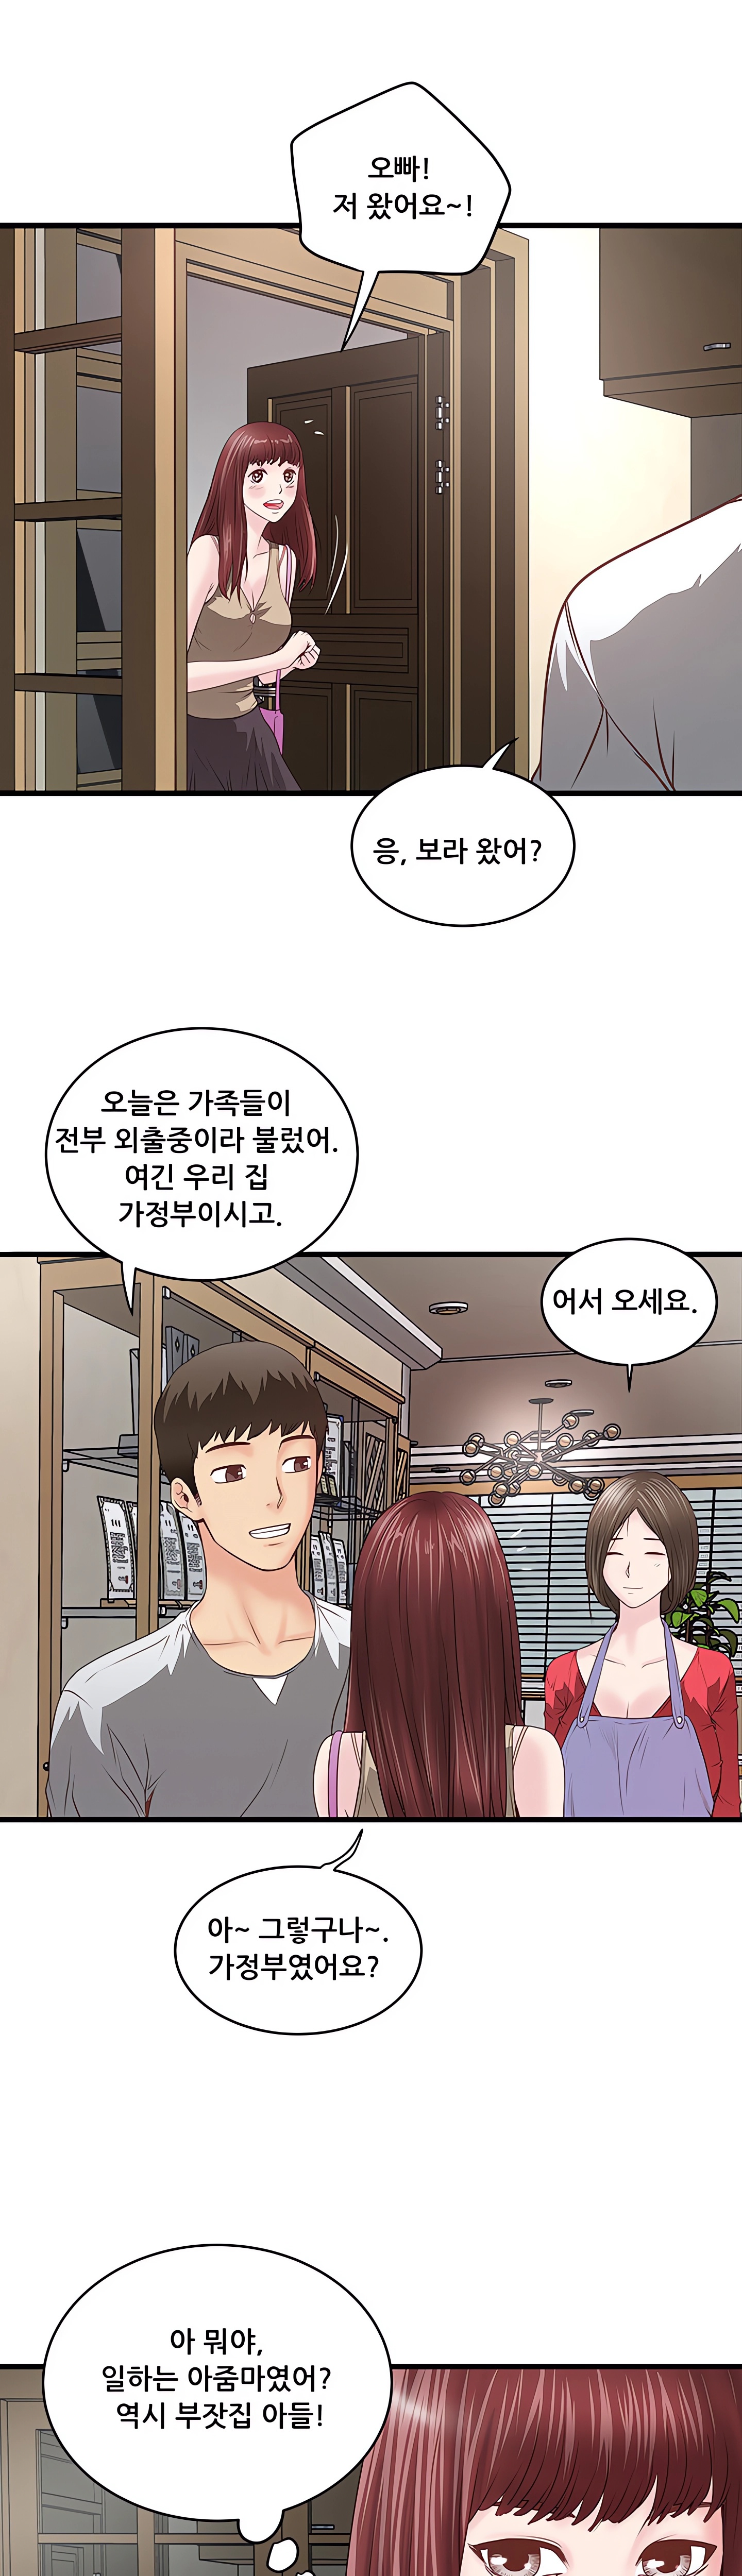 오빠!
저 왔어요~!
응, 보라 왔어?
오늘은 가족들이
전부 외출중이라 불렀어.
여긴 우리 집
가정부이시고.
어서 오세요.
아~ 그렇구나~.
가정부였어요?
아 뭐야,
일하는 아줌마였어?
역시 부잣집 아들!